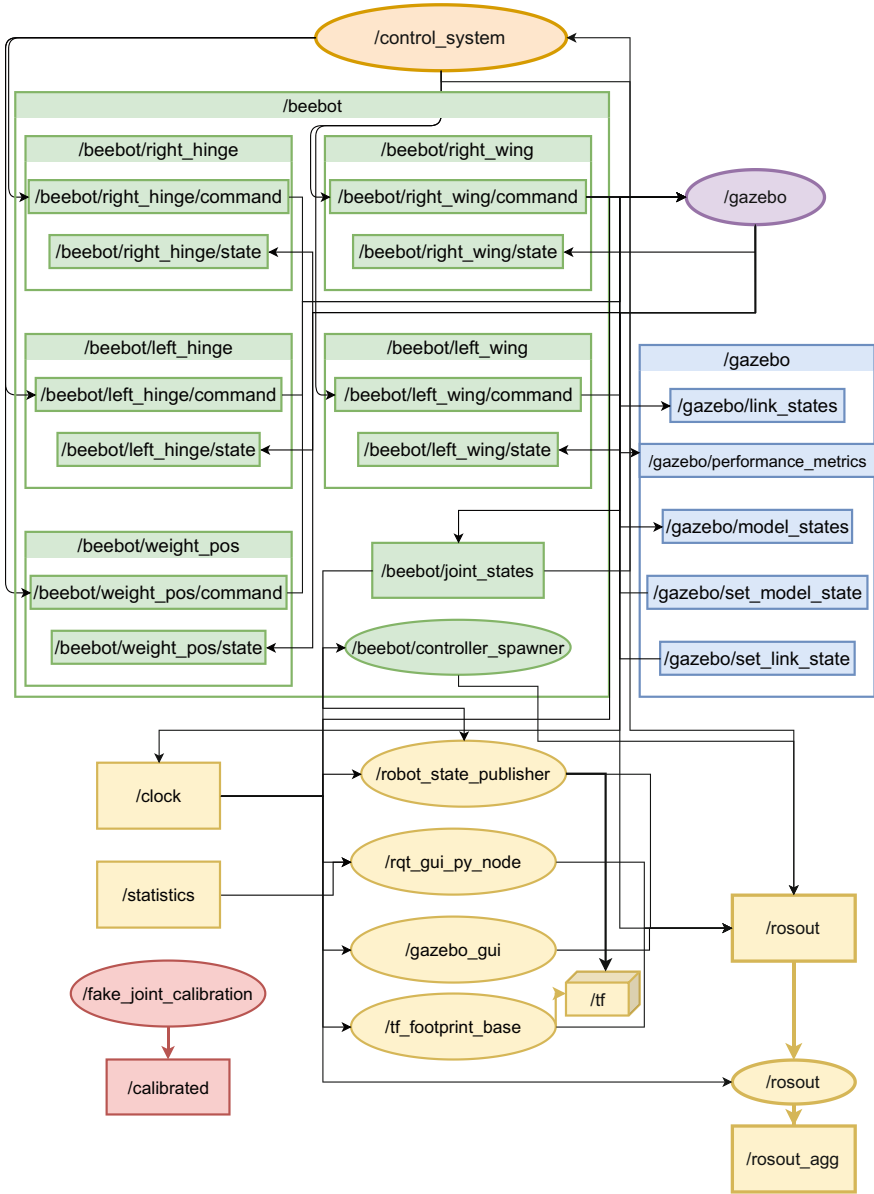 /control_system
/beebot
/beebot/right_hinge
/beebot/right_wing
/beebot/right_hinge/command
/beebot/right_wing/command
/gazebo
/beebot/right_hinge/state
/beebot/right_wing/state
/beebot/left_hinge
/beebot/left_wing
/gazebo
/beebot/left_hinge/command
/beebot/left_wing/command
/gazebo/link_states
/beebot/left_hinge/state
/beebot/left_wing/state
/gazebo/performance_metrics
/gazebo/model_states
/beebot/weight_pos
/beebot/joint_states
/beebot/weight_pos/command
/gazebo/set_model_state
/beebot/weight_pos/state
/beebot/controller_spawner
/gazebo/set_link_state
/robot_state_publisher
/clock
/rqt_gui_py_node
/statistics
/rosout
/gazebo_gui
/fake_joint_calibration
/tf
/tf_footprint_base
/calibrated
/rosout
/rosout_agg